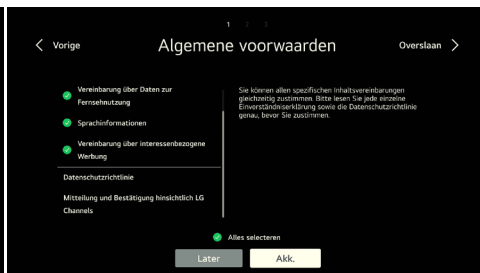 1 2 3
Vorige
Algemene voorwaarden
Overslaan
Vereinbarung über Daten zur
Fernsehnutzung
Sprachinformationen
Vereinbarung über interessenbezogene
Werbung
Datenschutzrichtlinie
Mitteilung und Bestätigung hinsichtlich LG
Channels
Sie können allen spezifischen Inhaltsvereinbarungen
gleichzeitig zustimmen. Bitte lesen Sie jede einzelne
Einverständniserklärung sowie die Datenschutzrichtlinie
genau, bevor Sie zustimmen.
Alles selecteren
Later
Akk.